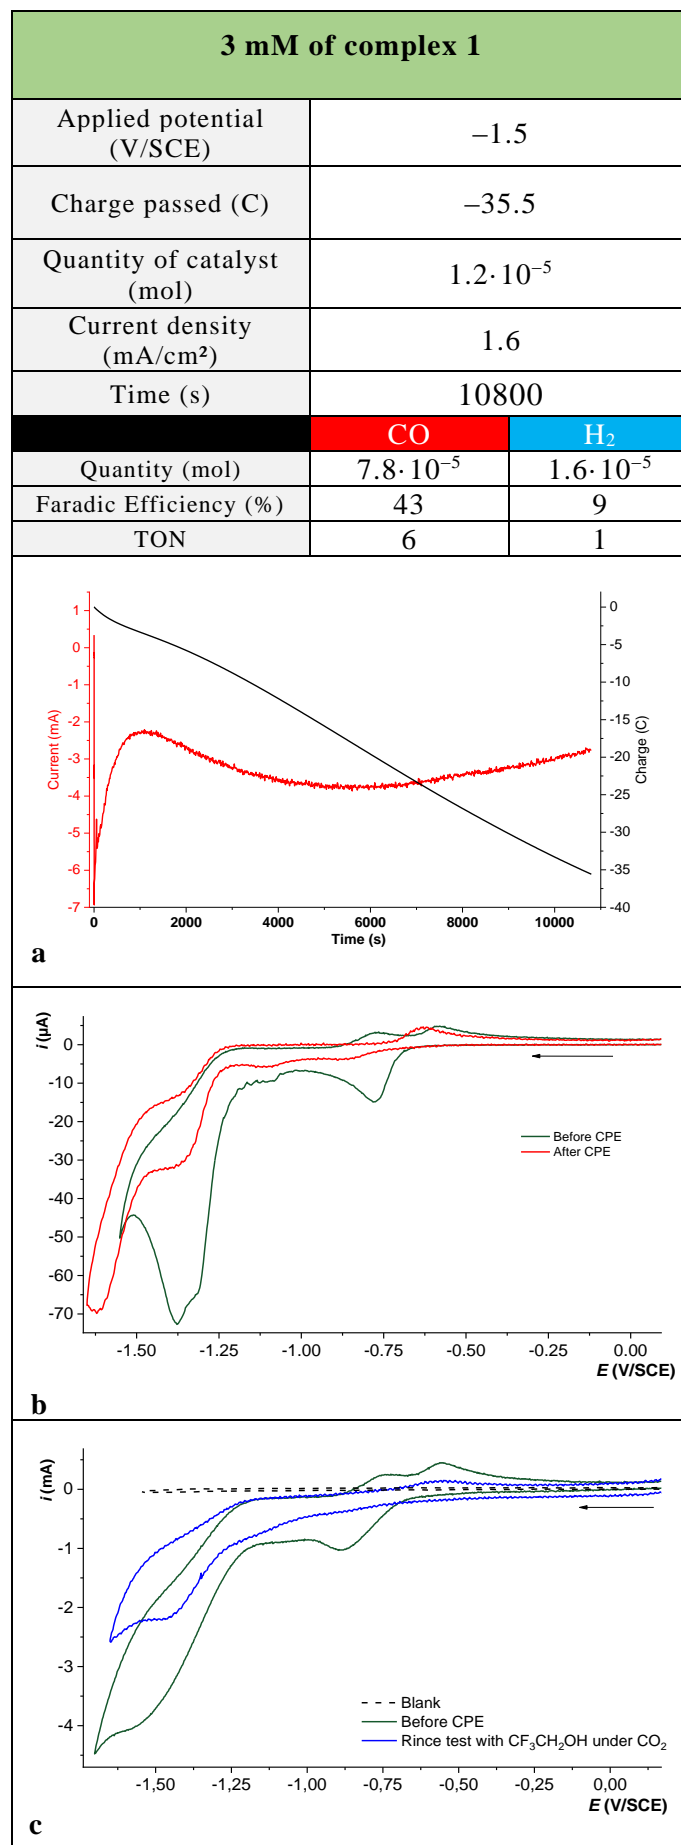 3 mM of complex 1
Applied potential
(V/SCE)
−1.5
Charge passed (C)
−35.5
Quantity of catalyst
(mol)
1.2·10⁻⁵
Current density
(mA/cm²)
1.6
Time (s)
10800
CO H₂
Quantity (mol) 7.8·10⁻⁵ 1.6·10⁻⁵
Faradic Efficiency (%) 43 9
TON 6 1
1
0
-1
-2
-3
-4
-5
-6
-7
Current (mA)
0
-5
-10
-15
-20
-25
-30
-35
-40
Charge (C)
0 2000 4000 6000 8000 10000
Time (s)
a
i (µA)
0
-10
-20
-30
-40
-50
-60
-70
Before CPE
After CPE
-1.50 -1.25 -1.00 -0.75 -0.50 -0.25 0.00
E (V/SCE)
b
i (mA)
0
-1
-2
-3
-4
Blank
Before CPE
Rince test with CF₃CH₂OH under CO₂
-1,50 -1,25 -1,00 -0,75 -0,50 -0,25 0,00
E (V/SCE)
c